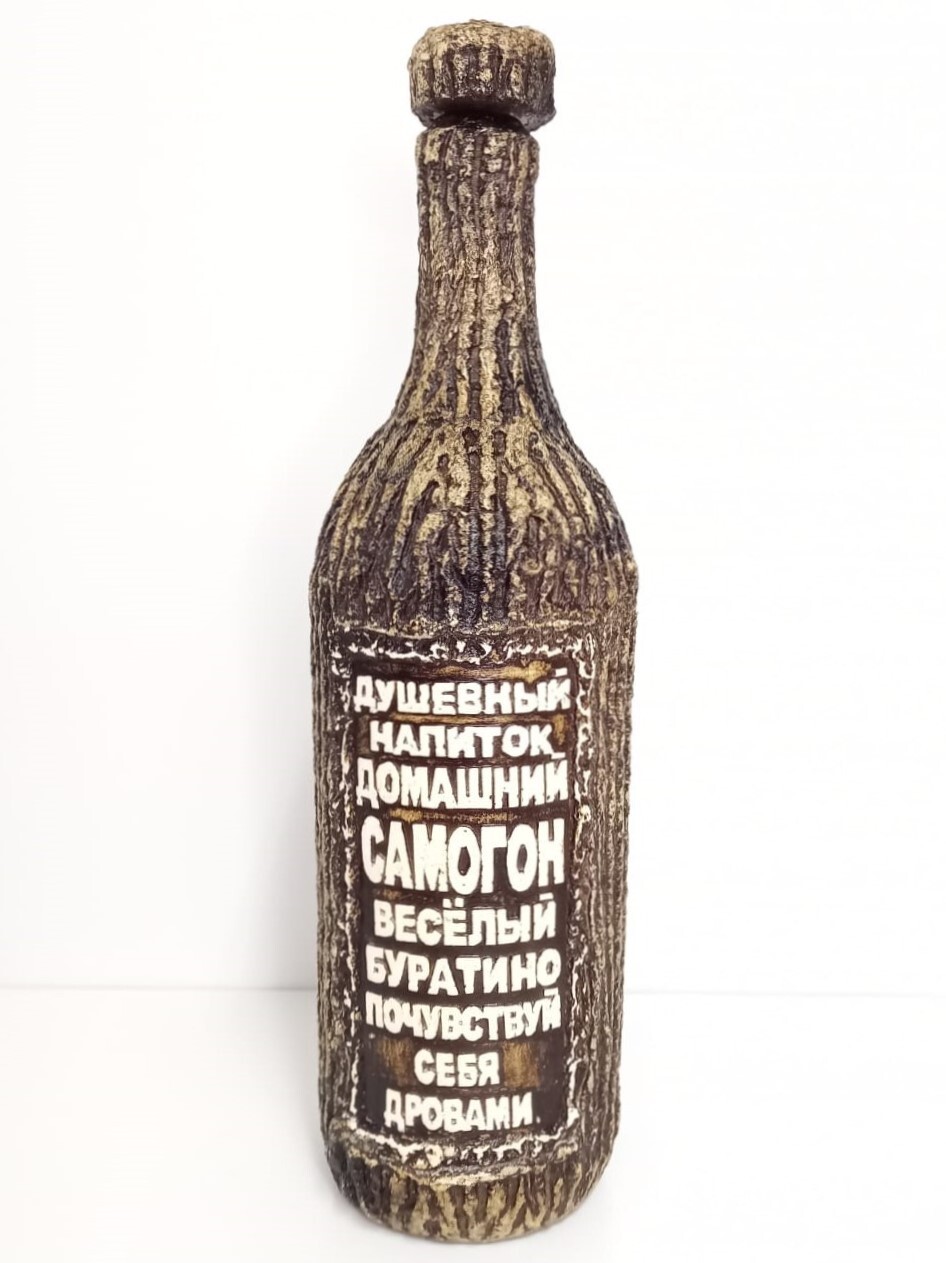 ДУШЕВНЫЙ
НАПИТОК
ДОМАШНИЙ
САМОГОН
ВЕСЁЛЫЙ
БУРАТИНО
ПОЧУВСТВУЙ
СЕБЯ
ДРОВАМИ